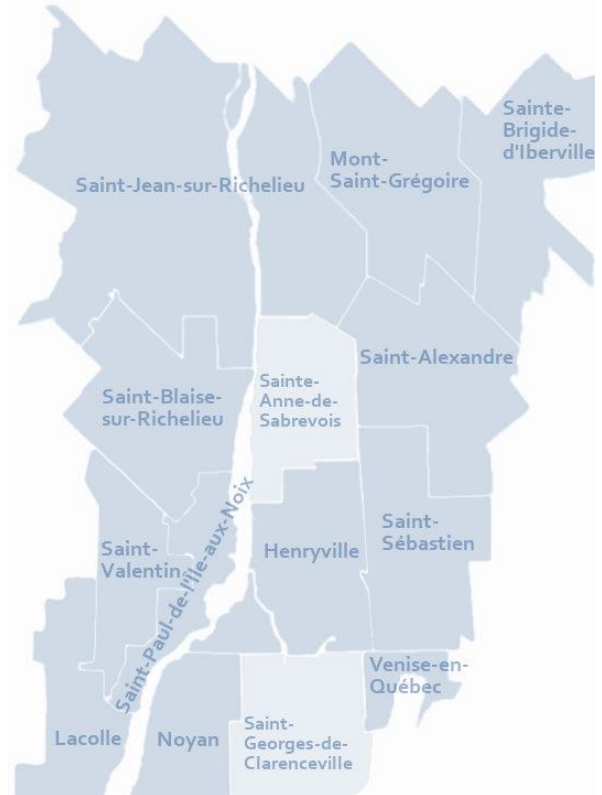 Sainte-
Brigide-
d'Iberville
Mont-
Saint-Grégoire
Saint-Jean-sur-Richelieu
Saint-Alexandre
Sainte-
Anne-de-
Sabrevois
Saint-Blaise-
sur-Richelieu
Saint-Paul-de-l'Île-aux-Noix
Saint-
Sébastien
Henryville
Saint-
Valentin
Venise-en-
Québec
Lacolle
Noyan
Saint-
Georges-de-
Clarenceville